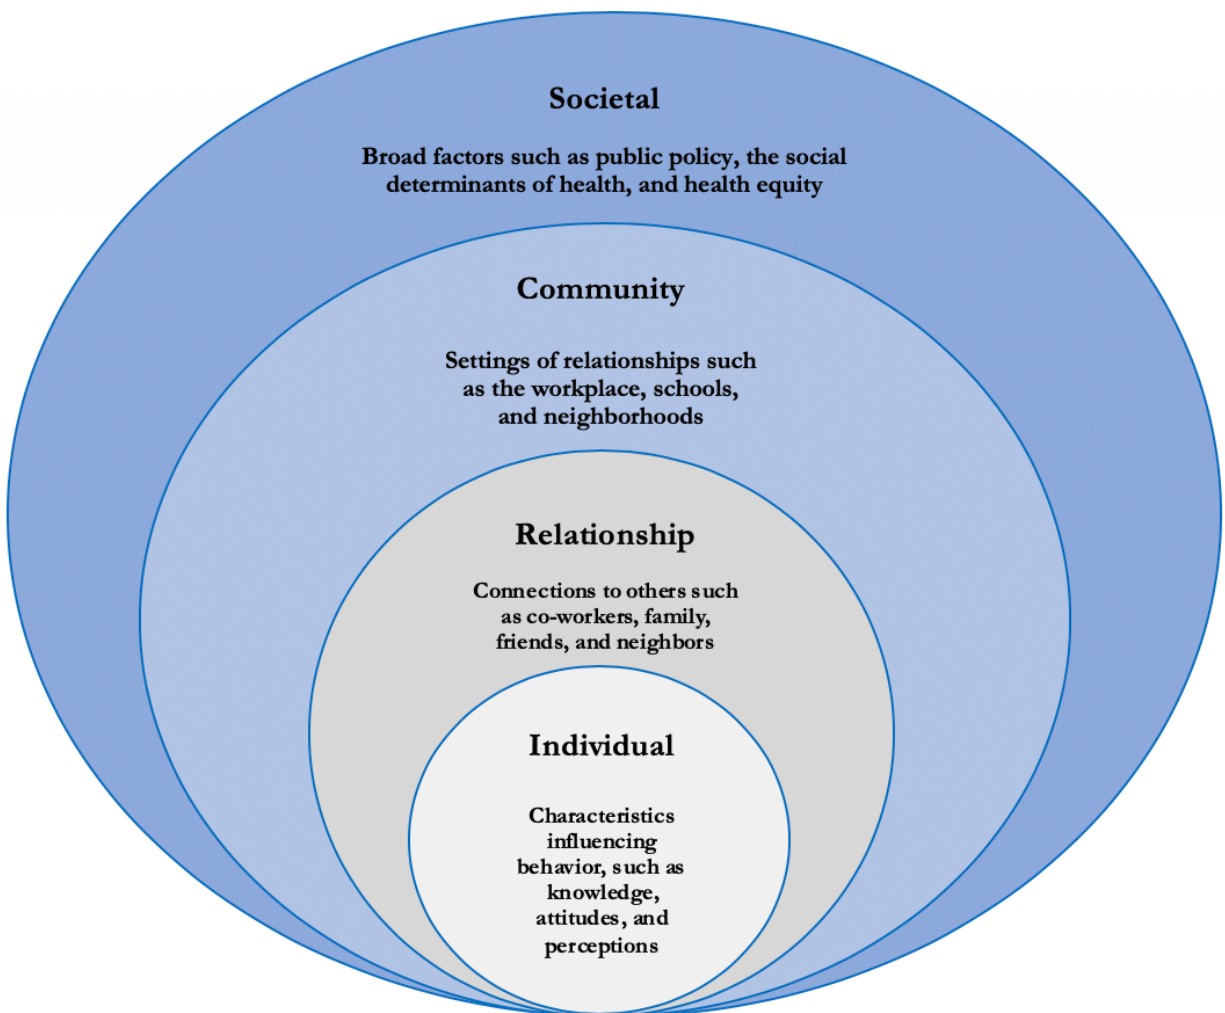 Societal
Broad factors such as public policy, the social
determinants of health, and health equity
Community
Settings of relationships such
as the workplace, schools,
and neighborhoods
Relationship
Connections to others such
as co-workers, family,
friends, and neighbors
Individual
Characteristics
influencing
behavior, such as
knowledge,
attitudes, and
perceptions